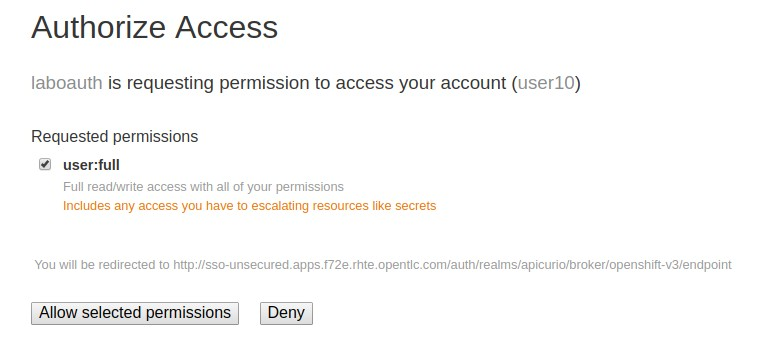 Authorize Access
laboauth is requesting permission to access your account (user10)
Requested permissions
user:full
Full read/write access with all of your permissions
Includes any access you have to escalating resources like secrets
You will be redirected to http://sso-unsecured.apps.f72e.rhte.opentlc.com/auth/realms/apicurio/broker/openshift-v3/endpoint
Allow selected permissions Deny